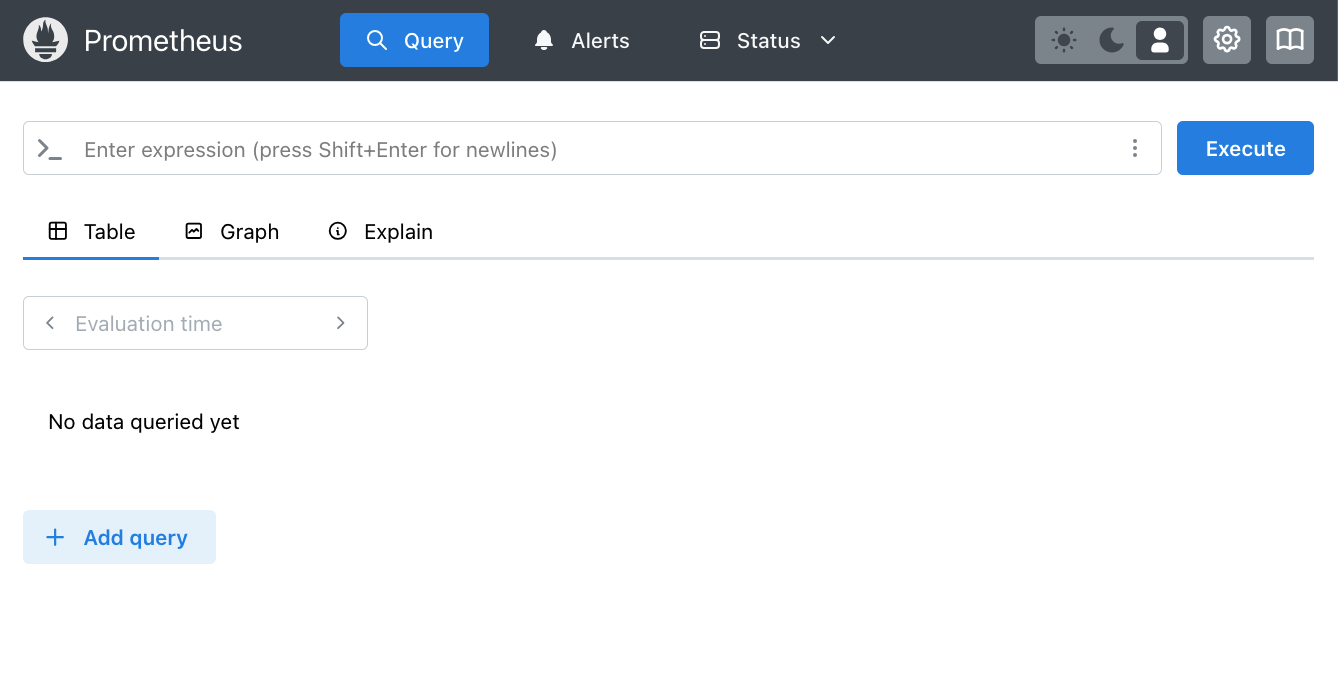 Prometheus
Query
Alerts
Status
Enter expression (press Shift+Enter for newlines)
Execute
Table
Graph
Explain
Evaluation time
No data queried yet
Add query